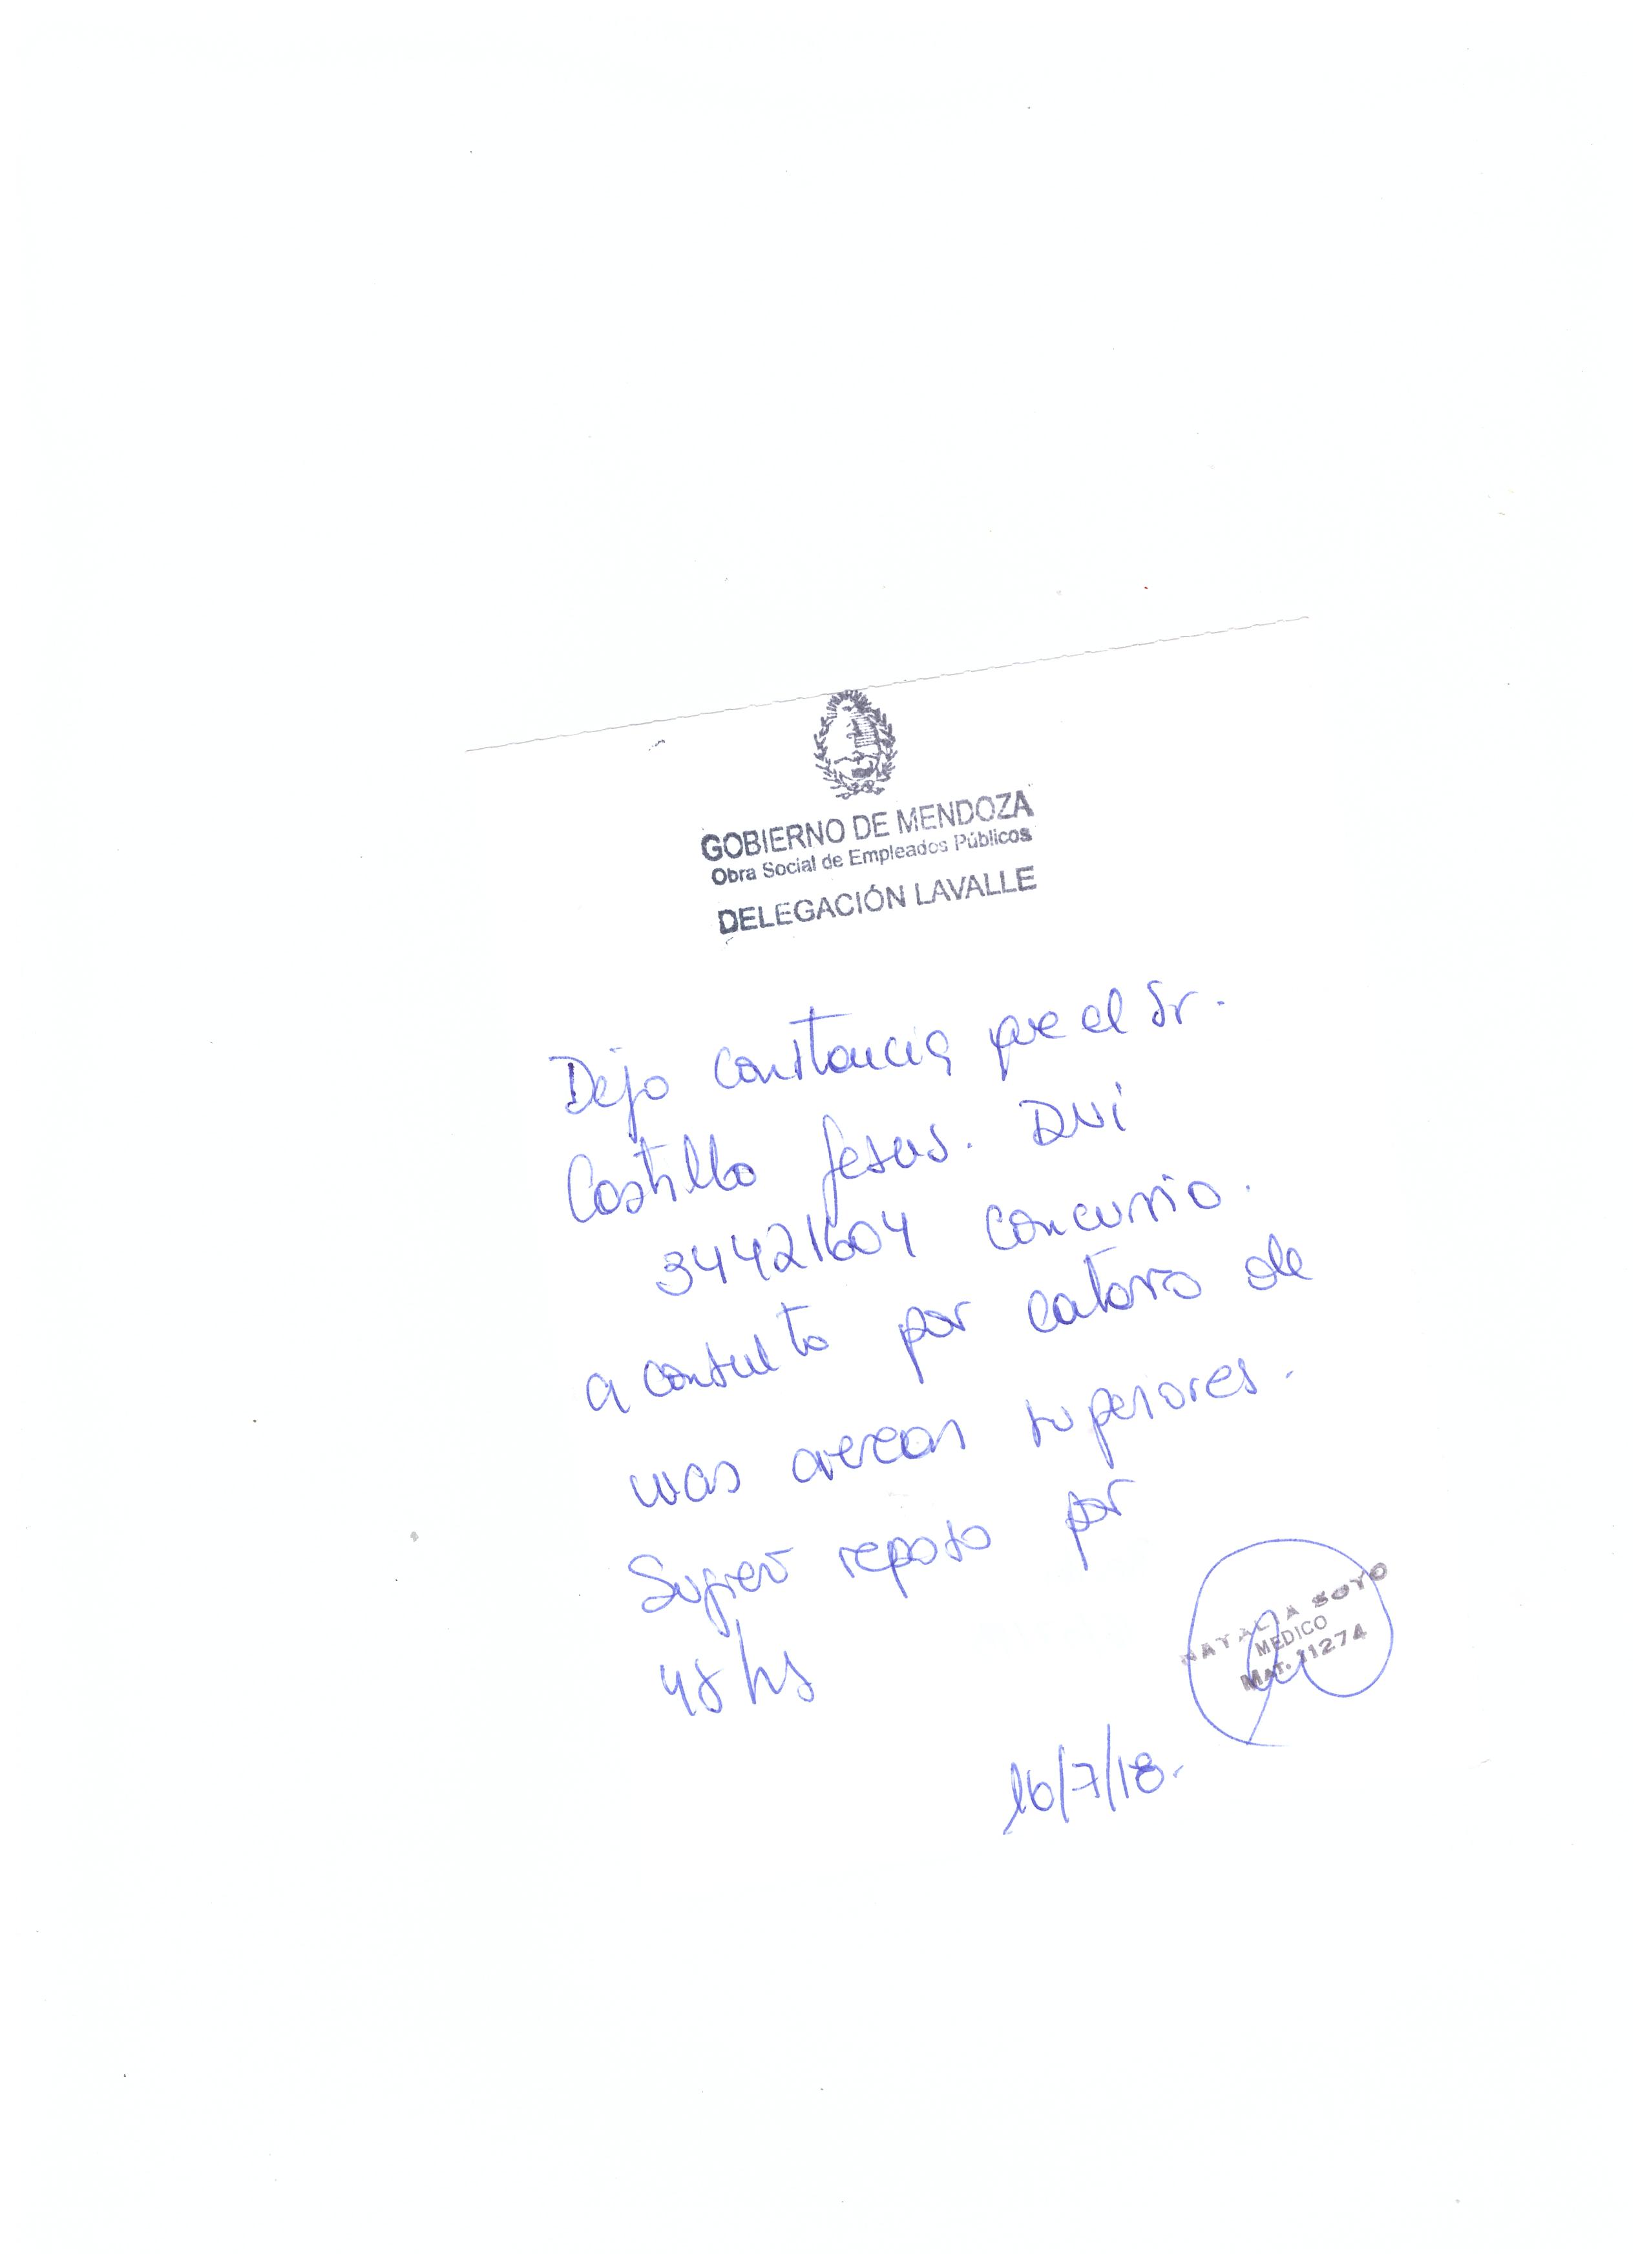 GOBIERNO DE MENDOZA
Obra Social de Empleados Públicos
DELEGACIÓN LAVALLE
Dejo constancia que el Sr.
Castillo Jesus. DNI
34421604 concurrio.
a consulta por catarro de
vias aereas superiores.
Sugiero reposo por
48 hs
NATALIA SOTO
MEDICO
MAT. 11274
16/7/18.